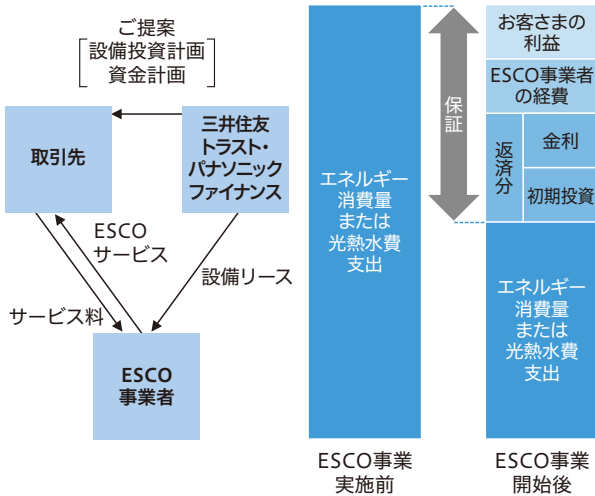 ご提案
設備投資計画
資金計画
取引先
三井住友
トラスト・
パナソニック
ファイナンス
ESCO
サービス
設備リース
サービス料
ESCO
事業者
エネルギー
消費量
または
光熱水費
支出
ESCO事業
実施前
保証
お客さまの
利益
ESCO事業者
の経費
返済分
金利
初期投資
エネルギー
消費量
または
光熱水費
支出
ESCO事業
開始後